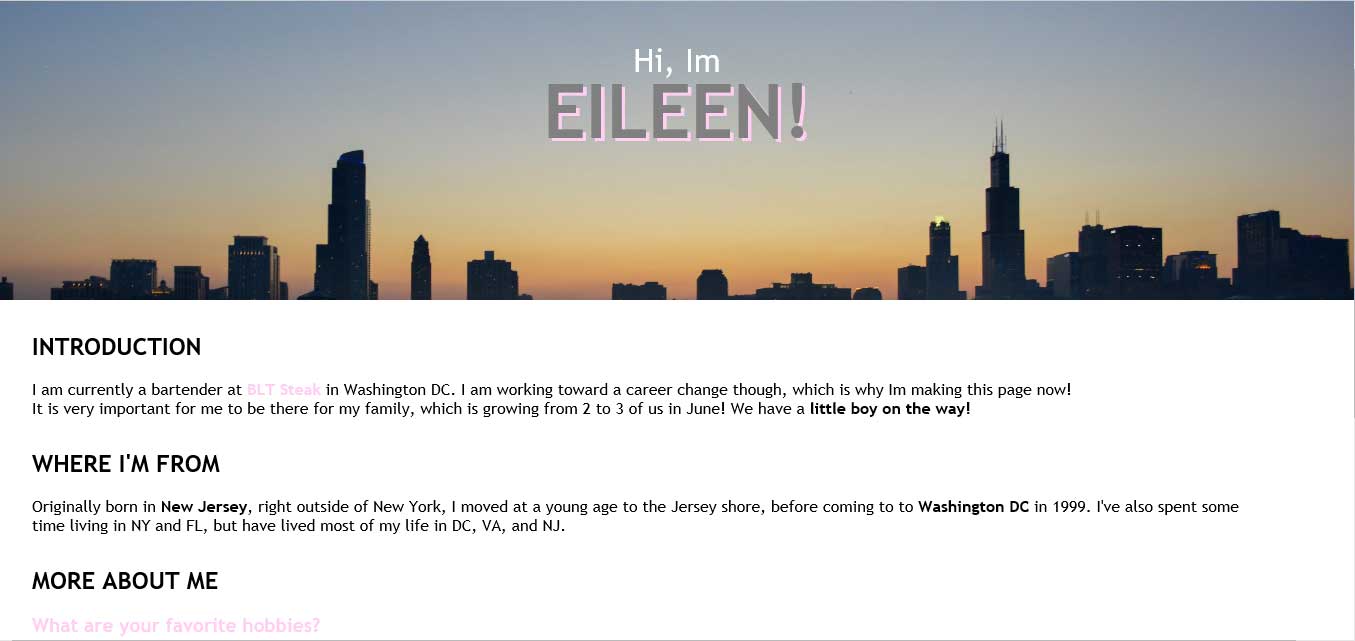 Hi, Im
EILEEN!
INTRODUCTION
I am currently a bartender at BLT Steak in Washington DC. I am working toward a career change though, which is why Im making this page now!
It is very important for me to be there for my family, which is growing from 2 to 3 of us in June! We have a little boy on the way!
WHERE I'M FROM
Originally born in New Jersey, right outside of New York, I moved at a young age to the Jersey shore, before coming to to Washington DC in 1999. I've also spent some
time living in NY and FL, but have lived most of my life in DC, VA, and NJ.
MORE ABOUT ME
What are your favorite hobbies?